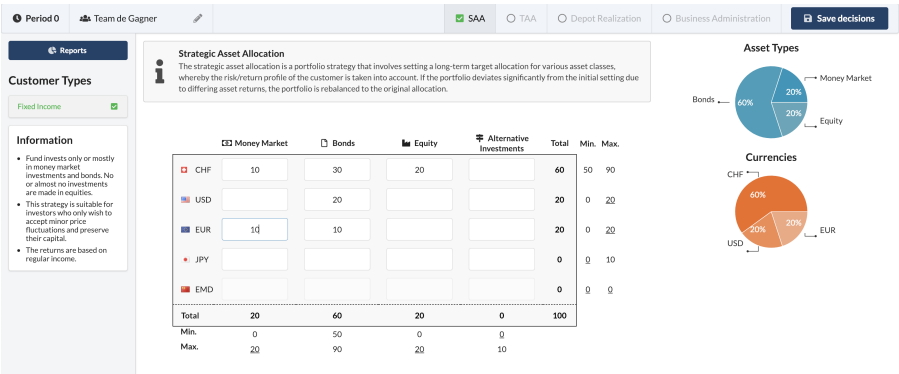 Period 0 Team de Gagner SAA TAA Depot Realization Business Administration Save decisions
Reports
Customer Types
Fixed Income
Information
• Fund invests only or mostly
in money market
investments and bonds. No
or almost no investments
are made in equities.
• This strategy is suitable for
investors who only wish to
accept minor price
fluctuations and preserve
their capital.
• The returns are based on
regular income.
Strategic Asset Allocation
The strategic asset allocation is a portfolio strategy that involves setting a long-term target allocation for various asset classes,
whereby the risk/return profile of the customer is taken into account. If the portfolio deviates significantly from the initial setting due
to differing asset returns, the portfolio is rebalanced to the original allocation.
Money Market Bonds Equity Alternative Investments Total Min. Max.
CHF 10 30 20 60 50 90
USD 20 20 0 20
EUR 10 10 20 0 20
JPY 0 0 10
EMD 0 0 0
Total 20 60 20 0 100
Min. 0 50 0 0
Max. 20 90 20 10
Asset Types
Money Market
Bonds
60%
20%
20%
Equity
Currencies
CHF
60%
20%
20%
EUR
USD